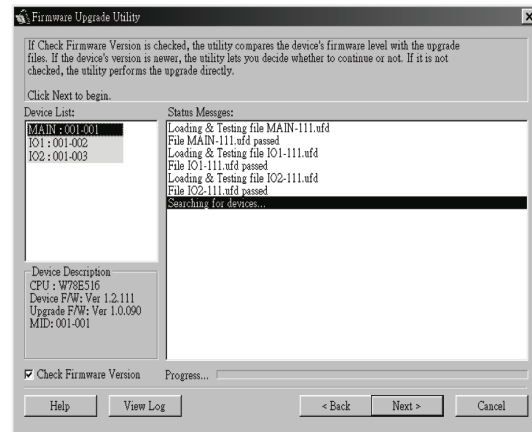 Firmware Upgrade Utility
If Check Firmware Version is checked, the utility compares the device's firmware level with the upgrade
files. If the device's version is newer, the utility lets you decide whether to continue or not. If it is not
checked, the utility performs the upgrade directly.
Click Next to begin.
Device List:
MAIN : 001-001
IO1 : 001-002
IO2 : 001-003
Status Messges:
Loading & Testing file MAIN-111.ufd
File MAIN-111.ufd passed
Loading & Testing file IO1-111.ufd
File IO1-111.ufd passed
Loading & Testing file IO2-111.ufd
File IO2-111.ufd passed
Searching for devices...
Device Description
CPU : W78E516
Device F/W: Ver 1.2.111
Upgrade F/W: Ver 1.0.090
MID: 001-001
Check Firmware Version
Progress...
Help
View Log
< Back
Next >
Cancel